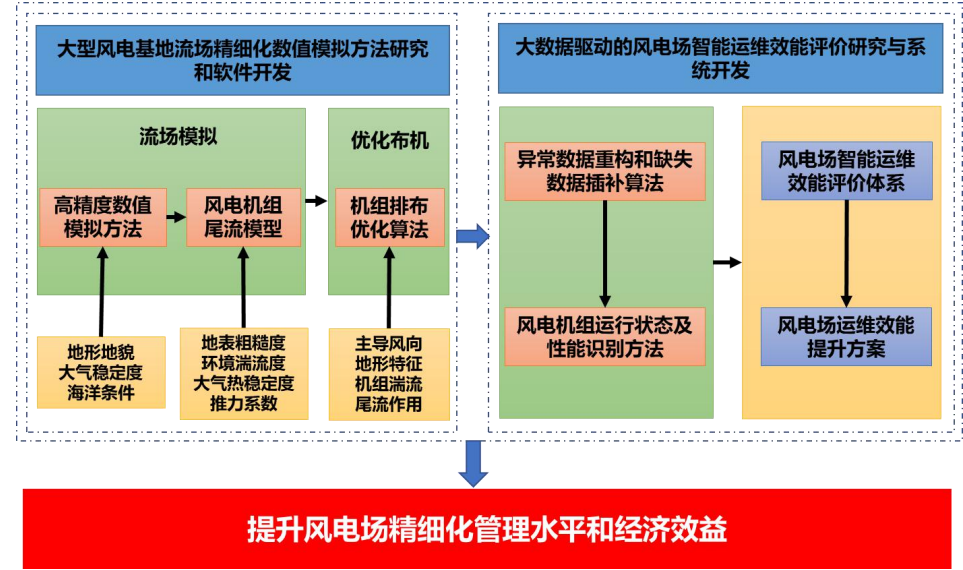 大型风电基地流场精细化数值模拟方法研究
和软件开发
流场模拟
优化布机
高精度数值
模拟方法
风电机组
尾流模型
机组排布
优化算法
地形地貌
大气稳定度
海洋条件
地表粗糙度
环境湍流度
大气热稳定度
推力系数
主导风向
地形特征
机组湍流
尾流作用
大数据驱动的风电场智能运维效能评价研究与系
统开发
异常数据重构和缺失
数据插补算法
风电机组运行状态及
性能识别方法
风电场智能运维
效能评价体系
风电场运维效能
提升方案
提升风电场精细化管理水平和经济效益